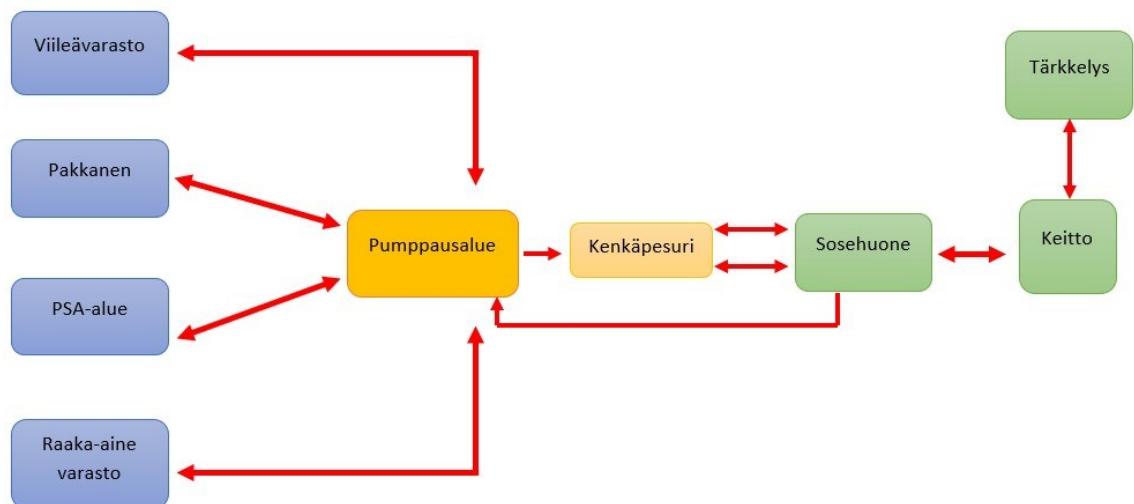 Viileävarasto
Pakkanen
PSA-alue
Raaka-aine
varasto
Pumppausalue
Kenkäpesuri
Sosehuone
Tärkkelys
Keitto